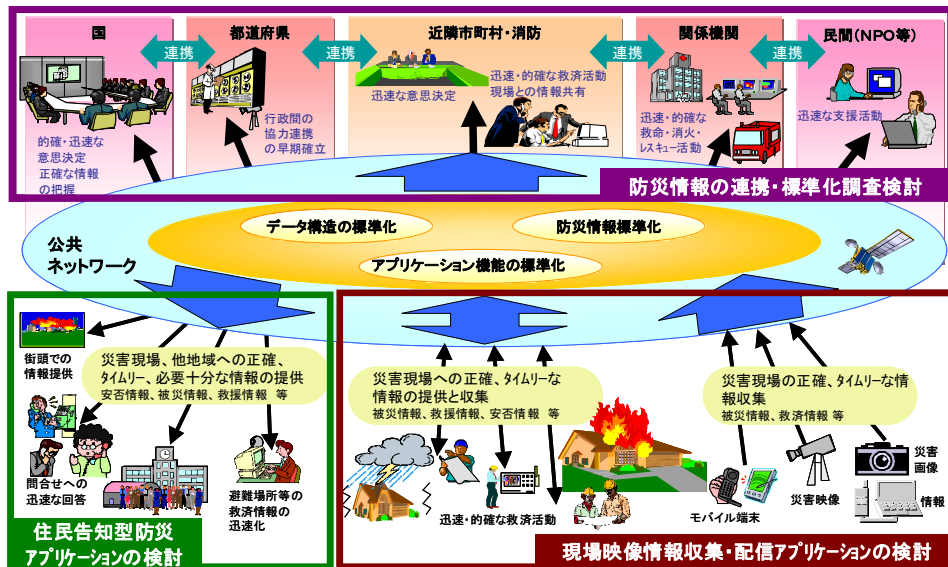 国
連携
都道府県
連携
近隣市町村・消防
連携
関係機関
連携
民間(NPO等)
的確・迅速な
意思決定
正確な情報
の把握
行政間の
協力連携
の早期確立
迅速な意思決定
迅速・的確な救済活動
現場との情報共有
迅速・的確な
救命・消火・
レスキュー活動
迅速な支援活動
防災情報の連携・標準化調査検討
公共
ネットワーク
データ構造の標準化
防災情報標準化
アプリケーション機能の標準化
街頭での
情報提供
災害現場、他地域への正確、
タイムリー、必要十分な情報の提供
安否情報、被災情報、救援情報 等
問合せへの
迅速な回答
避難場所等の
救済情報の
迅速化
住民告知型防災
アプリケーションの検討
災害現場への正確、タイムリーな
情報の提供と収集
被災情報、救援情報、安否情報 等
迅速・的確な救済活動
災害現場の正確、タイムリーな情
報収集
被災情報、救済情報 等
モバイル端末
災害映像
災害
画像
情報
現場映像情報収集・配信アプリケーションの検討